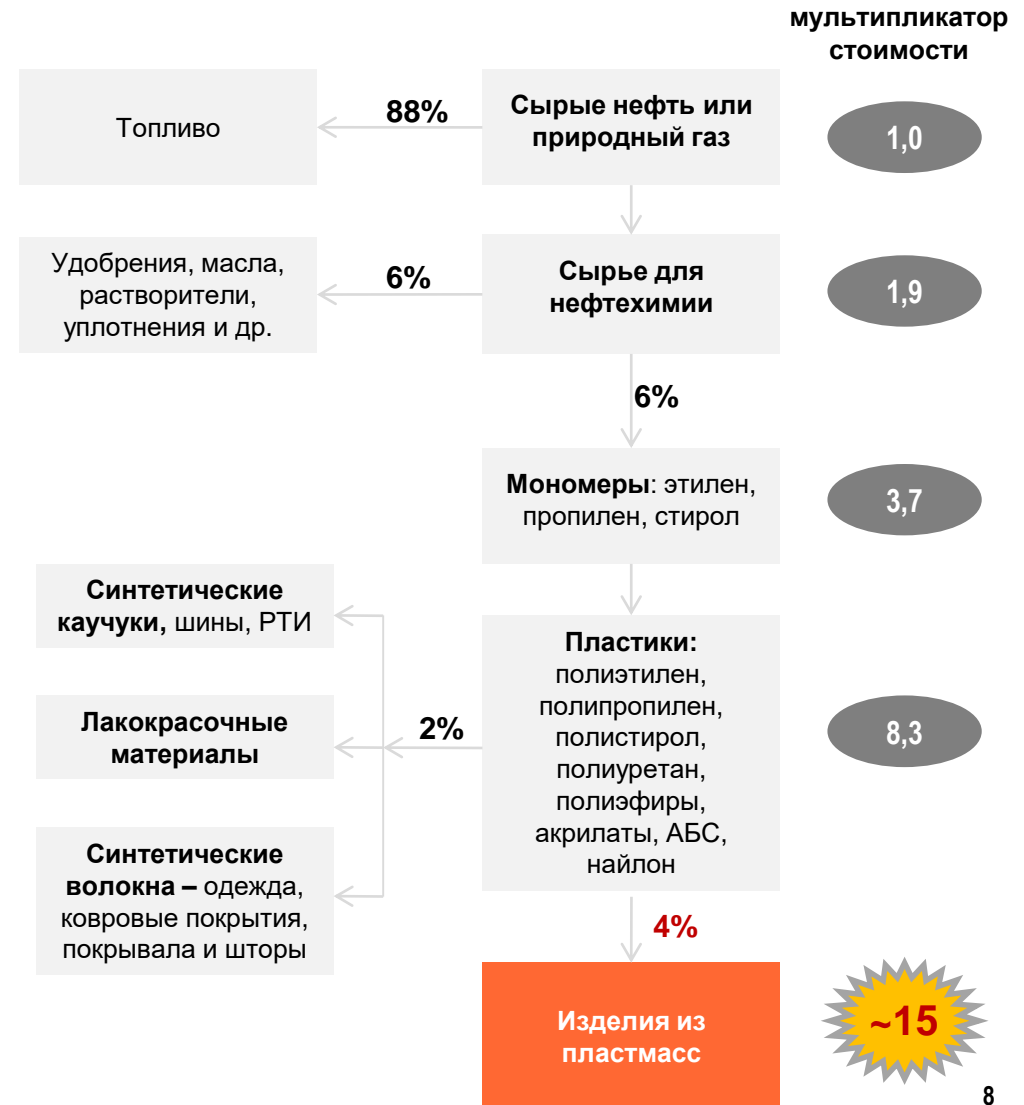 мультипликатор
стоимости
Топливо
88%
Сырые нефть или
природный газ
1,0
Удобрения, масла,
растворители,
уплотнения и др.
6%
Сырье для
нефтехимии
1,9
6%
Мономеры: этилен,
пропилен, стирол
3,7
Синтетические
каучуки, шины, РТИ
Лакокрасочные
материалы
Синтетические
волокна – одежда,
ковровые покрытия,
покрывала и шторы
2%
Пластики:
полиэтилен,
полипропилен,
полистирол,
полиуретан,
полиэфиры,
акрилаты, АБС,
найлон
8,3
4%
Изделия из
пластмасс
~15
8